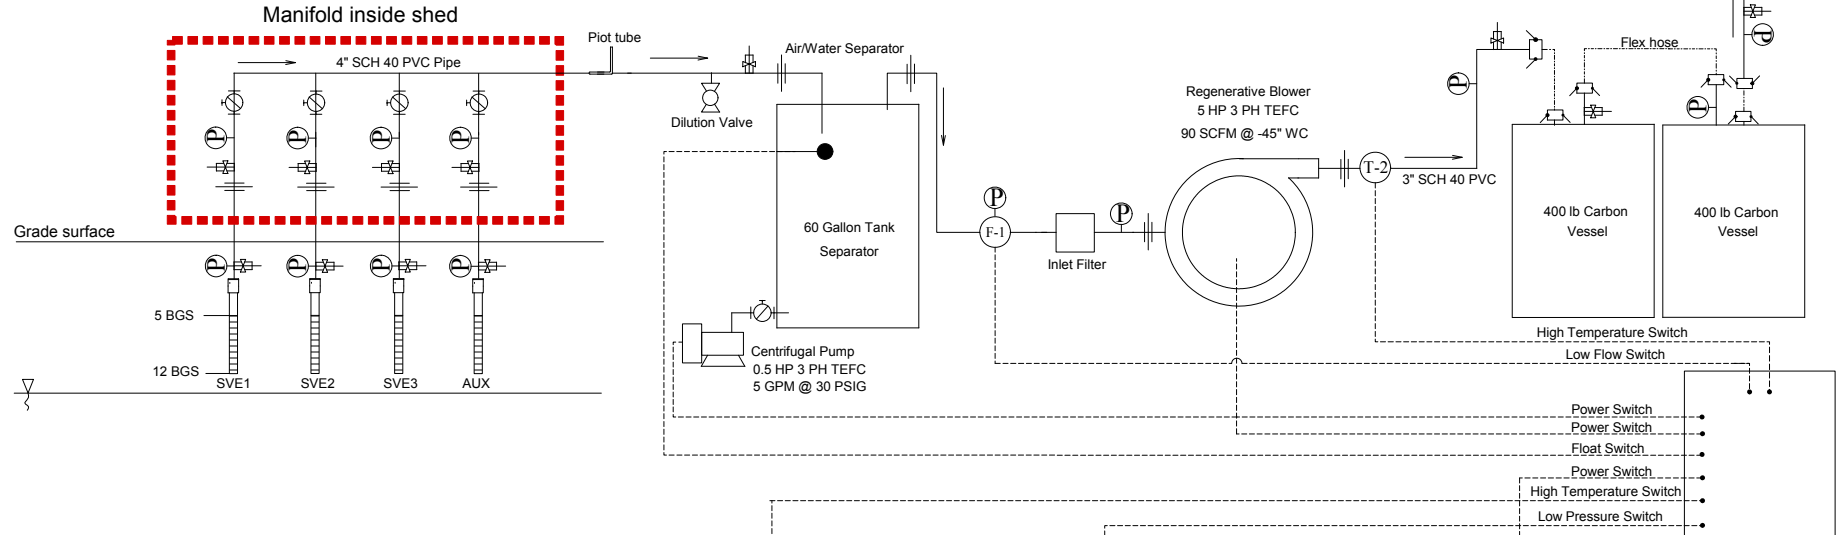 Manifold inside shed
4" SCH 40 PVC Pipe
Piot tube
Air/Water Separator
Dilution Valve
P
P
P
P
Grade surface
P
P
P
P
5 BGS
12 BGS
SVE1
SVE2
SVE3
AUX
60 Gallon Tank
Separator
Centrifugal Pump
0.5 HP 3 PH TEFC
5 GPM @ 30 PSIG
P
F-1
Inlet Filter
P
Regenerative Blower
5 HP 3 PH TEFC
90 SCFM @ -45" WC
T-2
3" SCH 40 PVC
P
Flex hose
P
P
400 lb Carbon
Vessel
400 lb Carbon
Vessel
High Temperature Switch
Low Flow Switch
Power Switch
Power Switch
Float Switch
Power Switch
High Temperature Switch
Low Pressure Switch